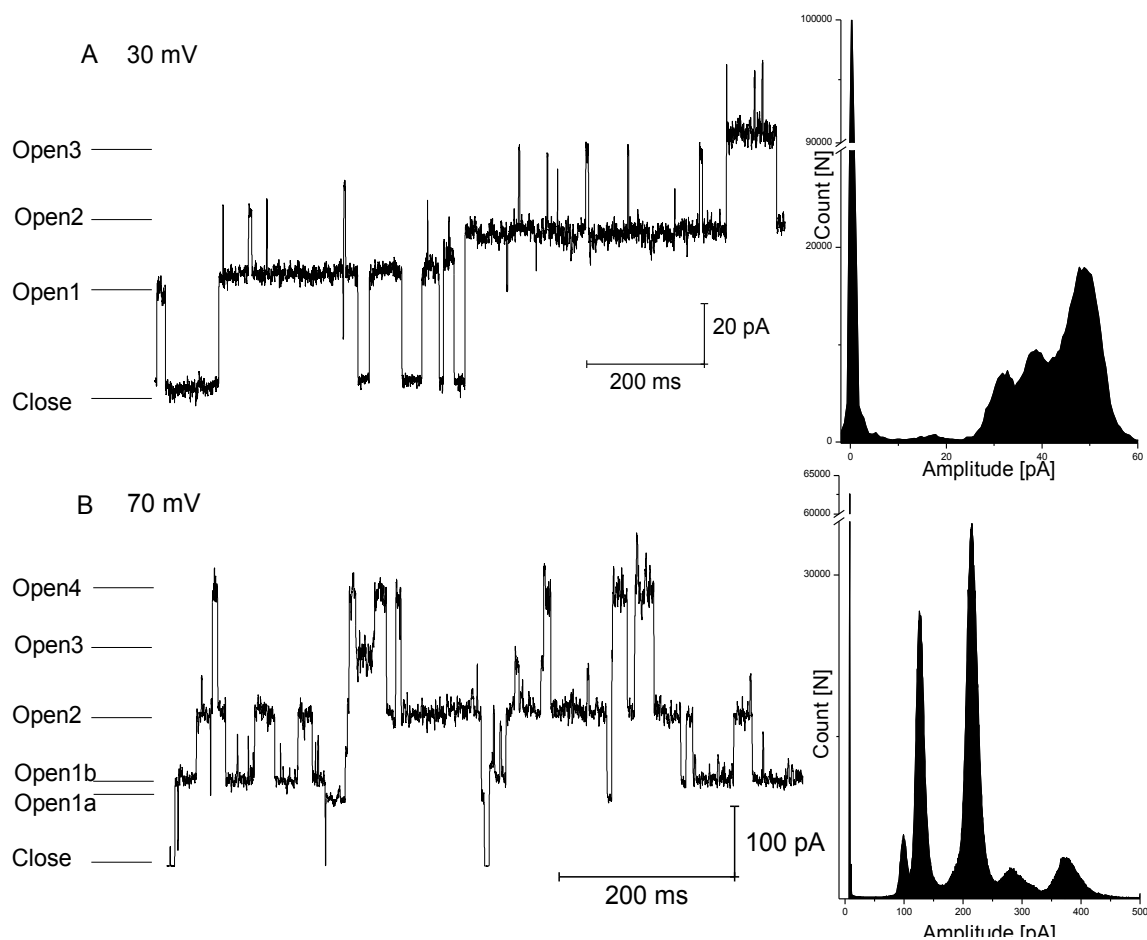 A 30 mV
Open3
Open2
Open1
Close
20 pA
200 ms
100000
90000
20000
0
Count [N]
0 20 40 60
Amplitude [pA]
B 70 mV
Open4
Open3
Open2
Open1b
Open1a
Close
100 pA
200 ms
65000
60000
30000
Count [N]
0 100 200 300 400 500
Amplitude [pA]